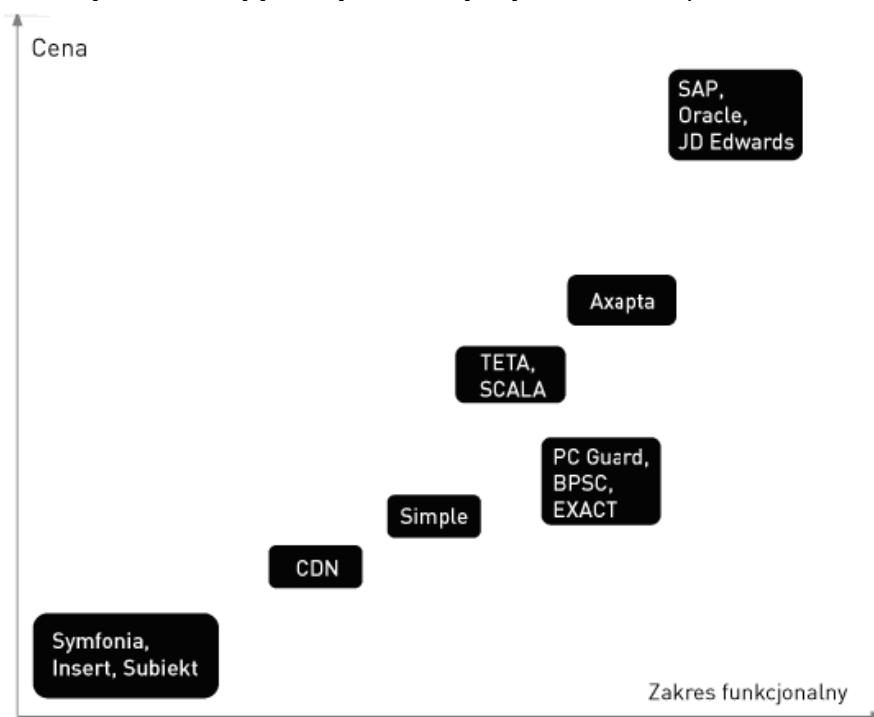 Cena
SAP,
Oracle,
JD Edwards
Axapta
TETA,
SCALA
PC Guard,
BPSC,
EXACT
Simple
CDN
Symfonia,
Insert, Subiekt
Zakres funkcjonalny